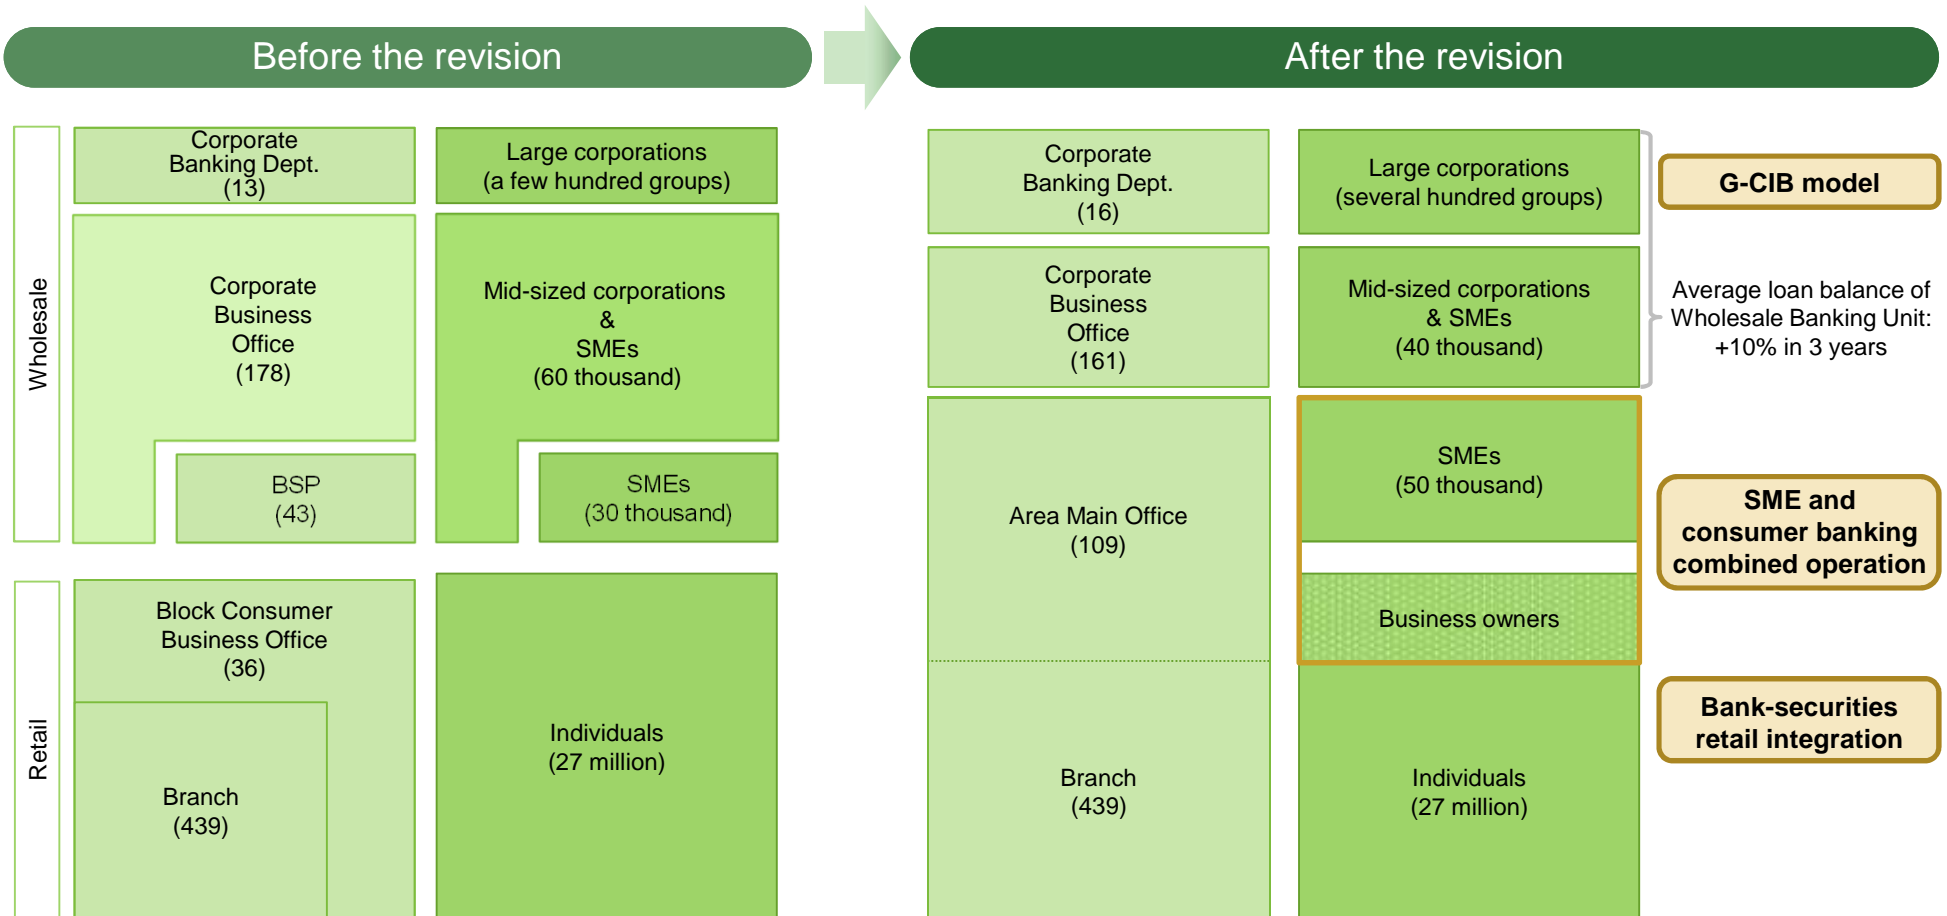 Before the revision
After the revision
Wholesale
Corporate
Banking Dept.
(13)
Large corporations
(a few hundred groups)
Corporate
Business
Office
(178)
Mid-sized corporations
&
SMEs
(60 thousand)
BSP
(43)
SMEs
(30 thousand)
Retail
Block Consumer
Business Office
(36)
Branch
(439)
Individuals
(27 million)
Corporate
Banking Dept.
(16)
Large corporations
(several hundred groups)
G-CIB model
Corporate
Business
Office
(161)
Mid-sized corporations
& SMEs
(40 thousand)
Average loan balance of
Wholesale Banking Unit:
+10% in 3 years
Area Main Office
(109)
SMEs
(50 thousand)
Business owners
SME and
consumer banking
combined operation
Branch
(439)
Individuals
(27 million)
Bank-securities
retail integration